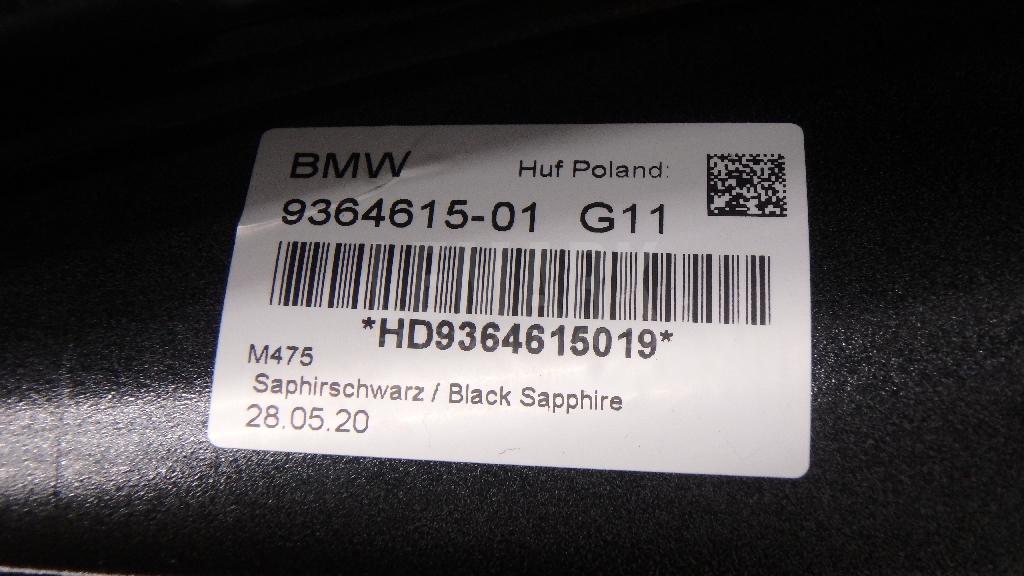 BMW
Huf Poland:
9364615-01 G11
*HD9364615019*
M475
Saphirschwarz / Black Sapphire
28.05.20